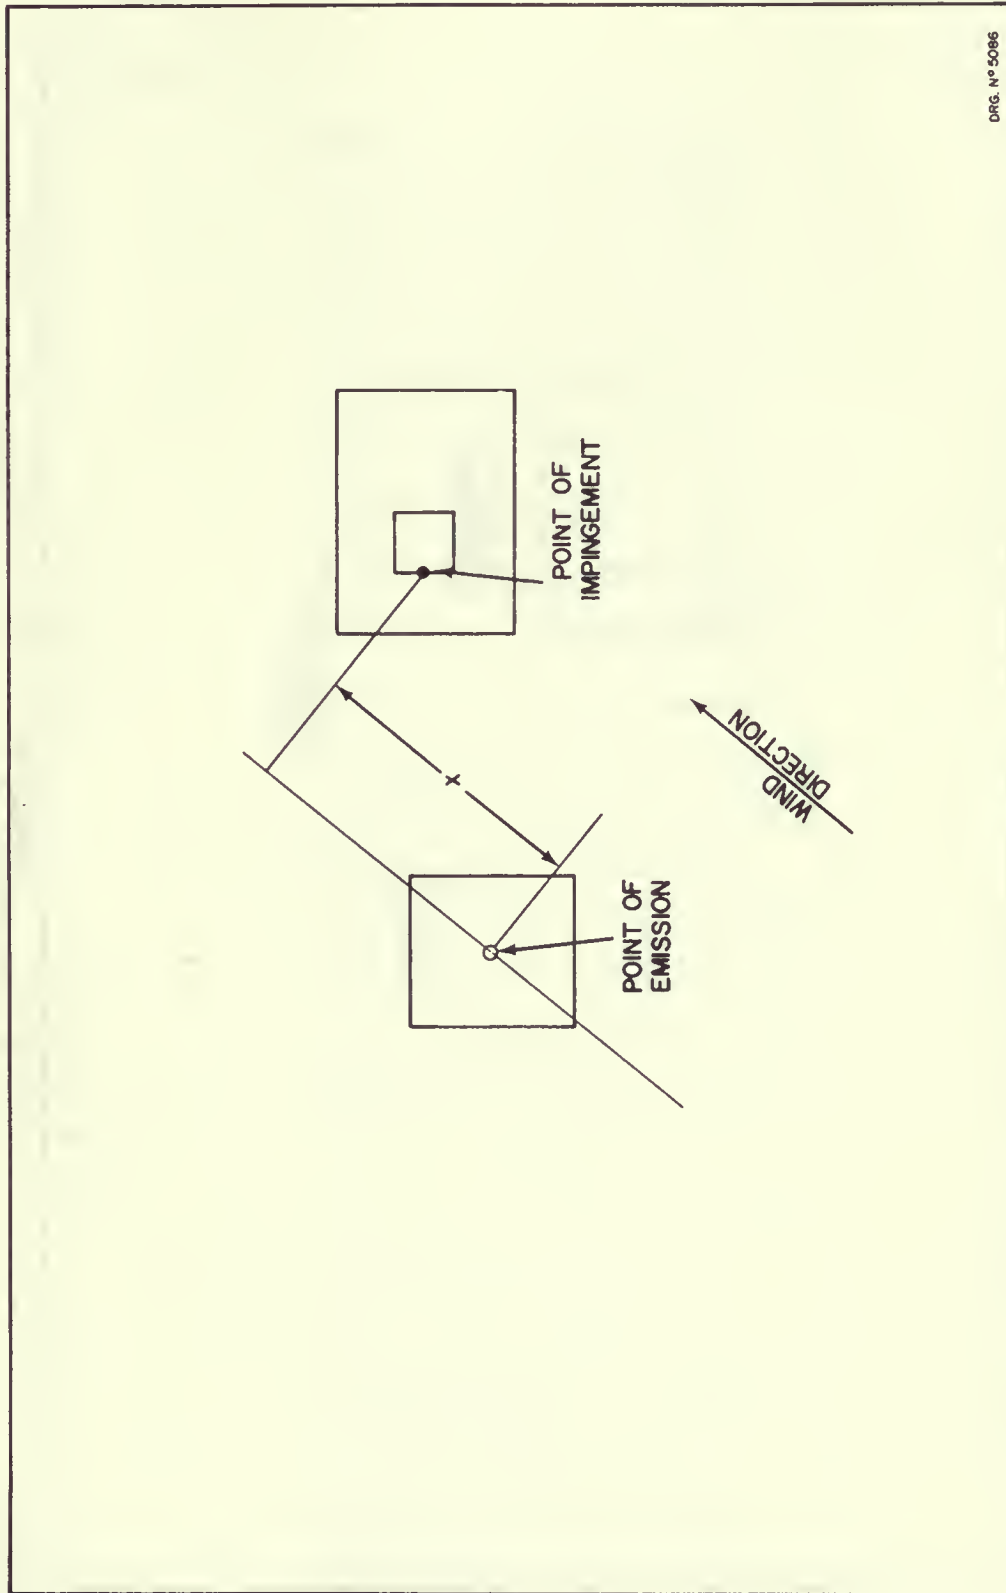 POINT OF
IMPINGEMENT
X
WIND
DIRECTION
POINT OF
EMISSION
DRG. Nº 5086